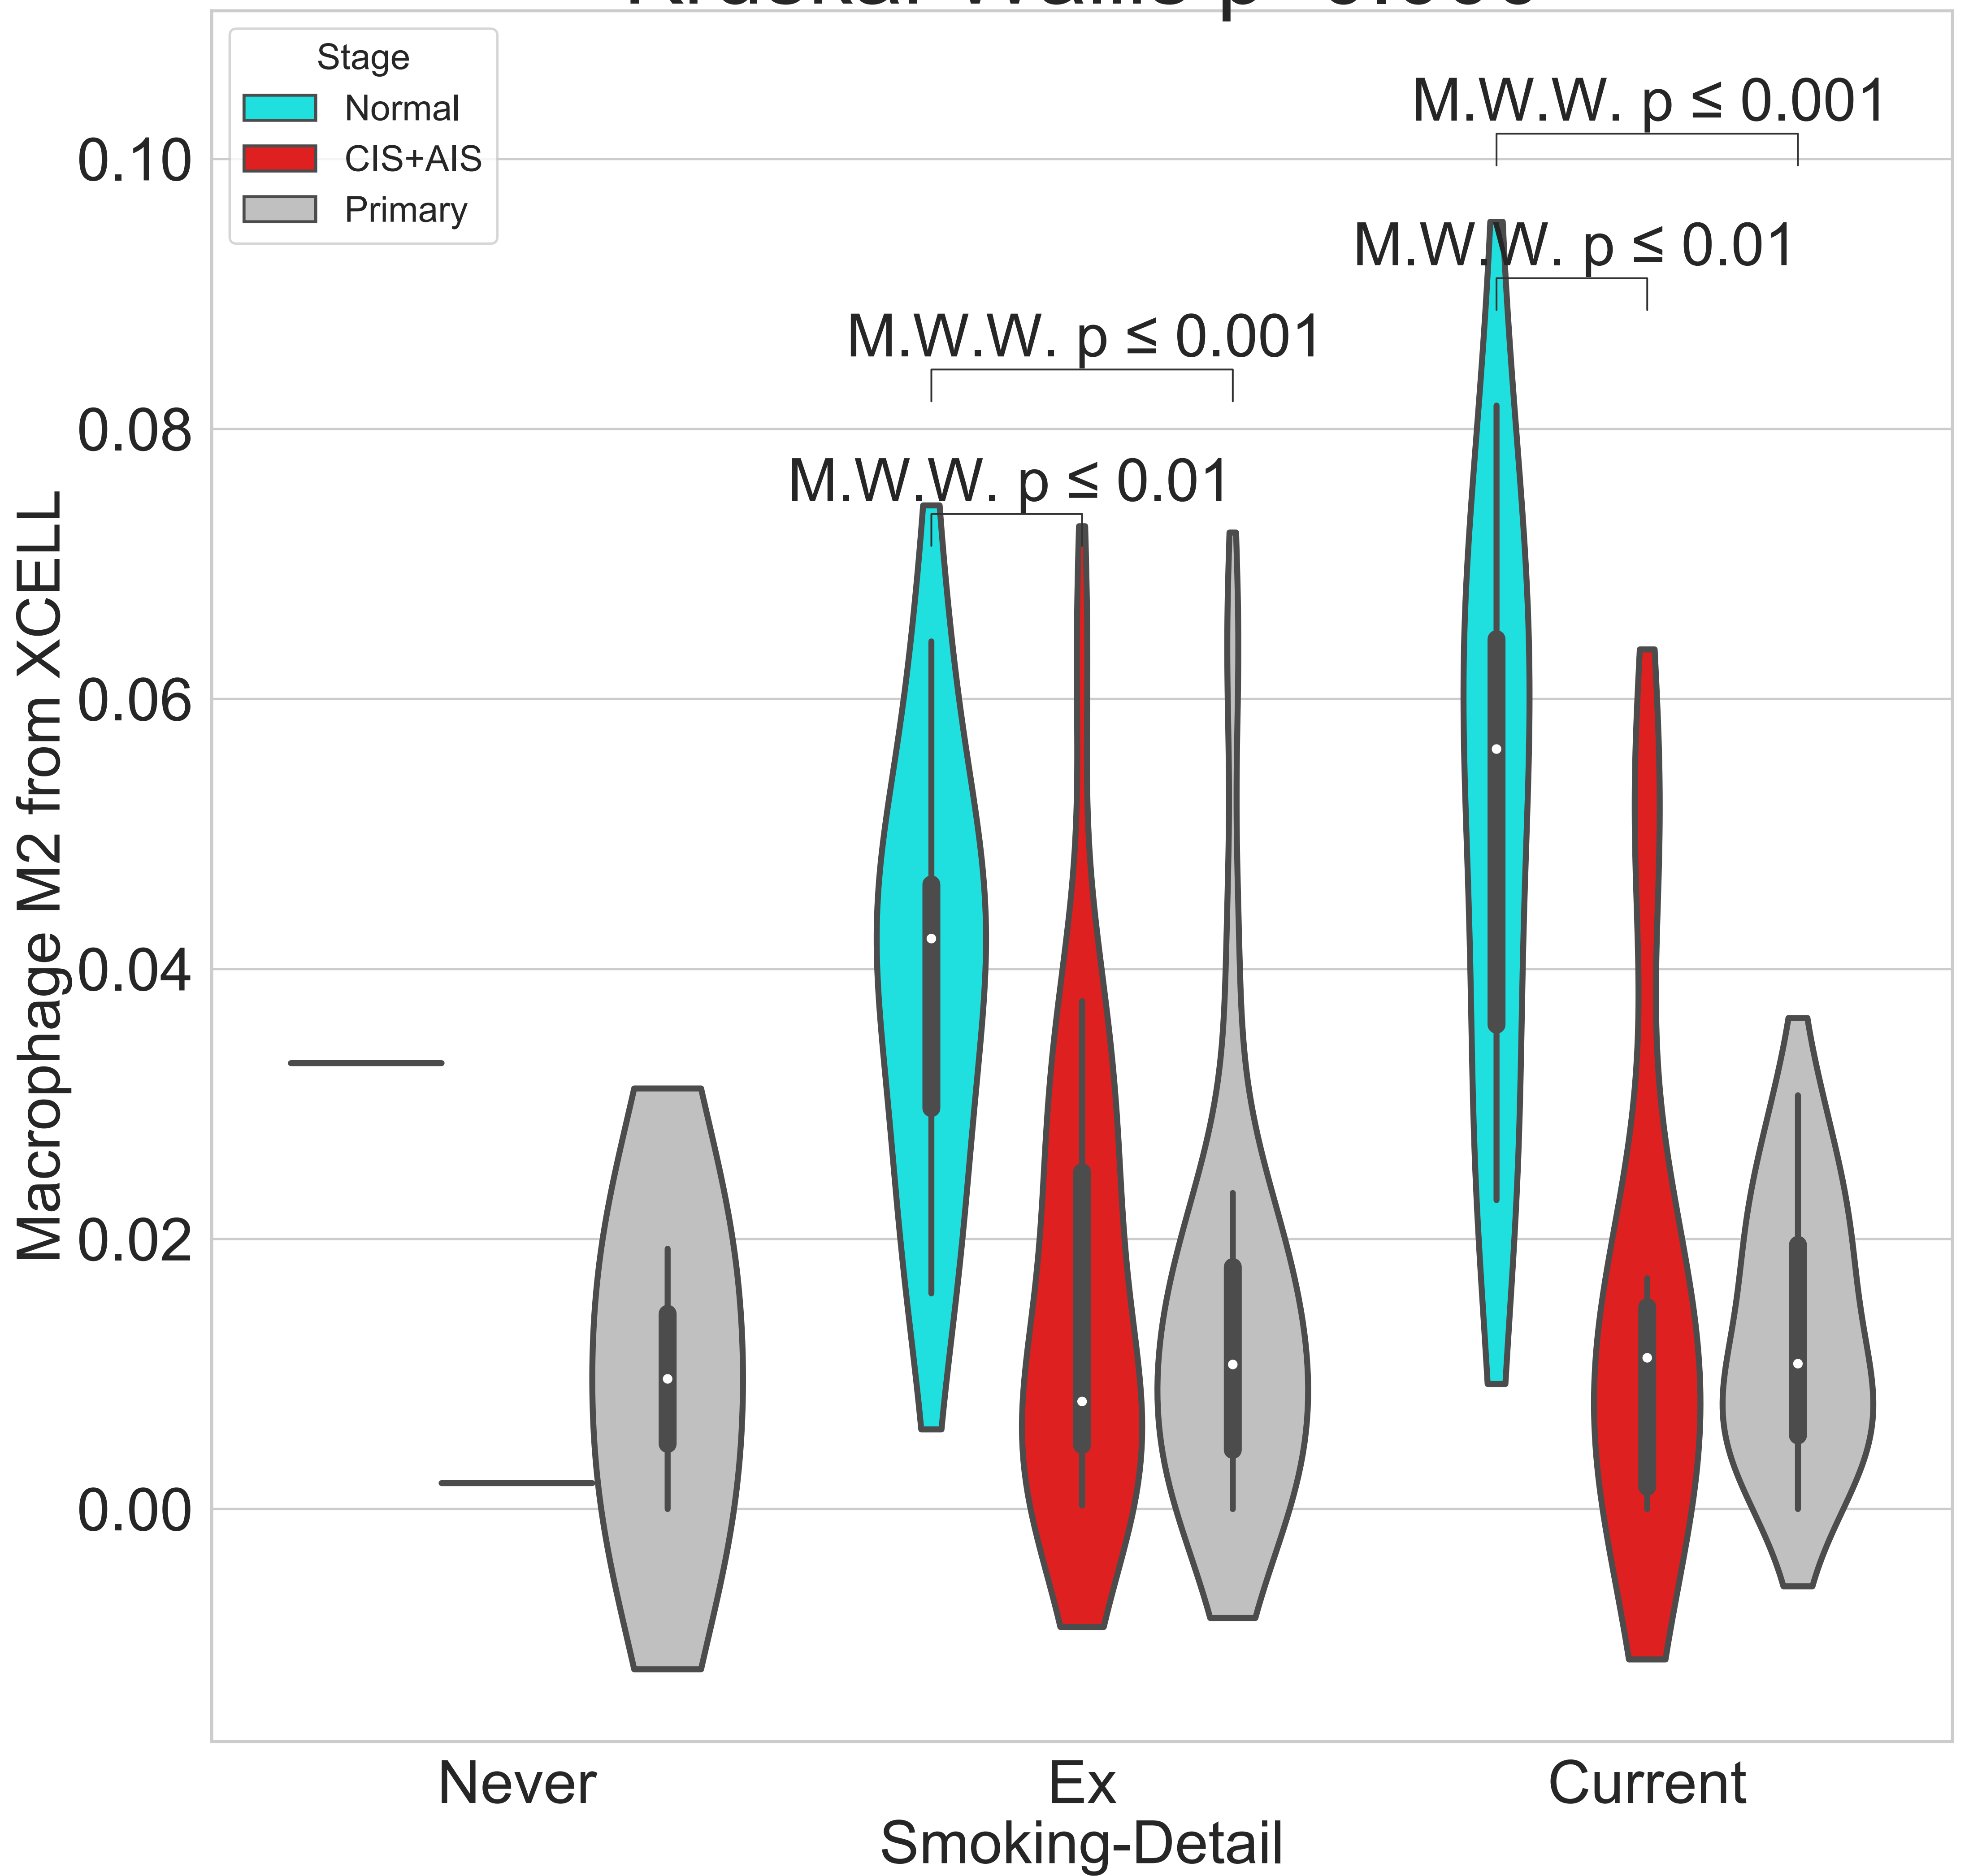 Stage
Normal
CIS+AIS
Primary
M.W.W. p ≤ 0.001
M.W.W. p ≤ 0.01
M.W.W. p ≤ 0.001
M.W.W. p ≤ 0.01
0.10
0.08
0.06
0.04
0.02
0.00
Macrophage M2 from XCELL
Never
Ex
Current
Smoking-Detail